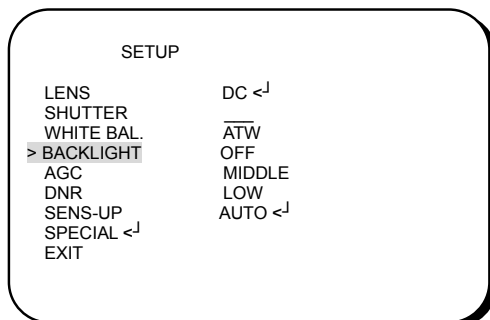 SETUP
LENS DC <┘
SHUTTER ___
WHITE BAL. ATW
> BACKLIGHT OFF
AGC MIDDLE
DNR LOW
SENS-UP AUTO <┘
SPECIAL <┘
EXIT